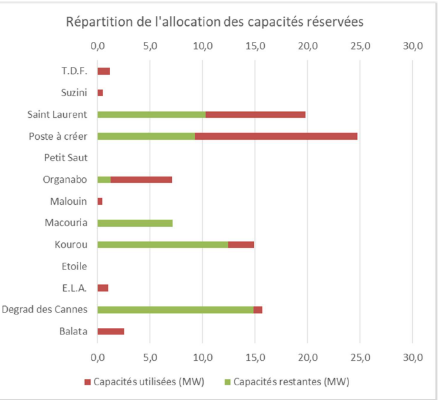 Répartition de l'allocation des capacités réservées
0,0 5,0 10,0 15,0 20,0 25,0 30,0
T.D.F.
Suzini
Saint Laurent
Poste à créer
Petit Saut
Organabo
Malouin
Macouria
Kourou
Etoile
E.L.A.
Degrad des Cannes
Balata
0,0 5,0 10,0 15,0 20,0 25,0 30,0
Capacités utilisées (MW) Capacités restantes (MW)